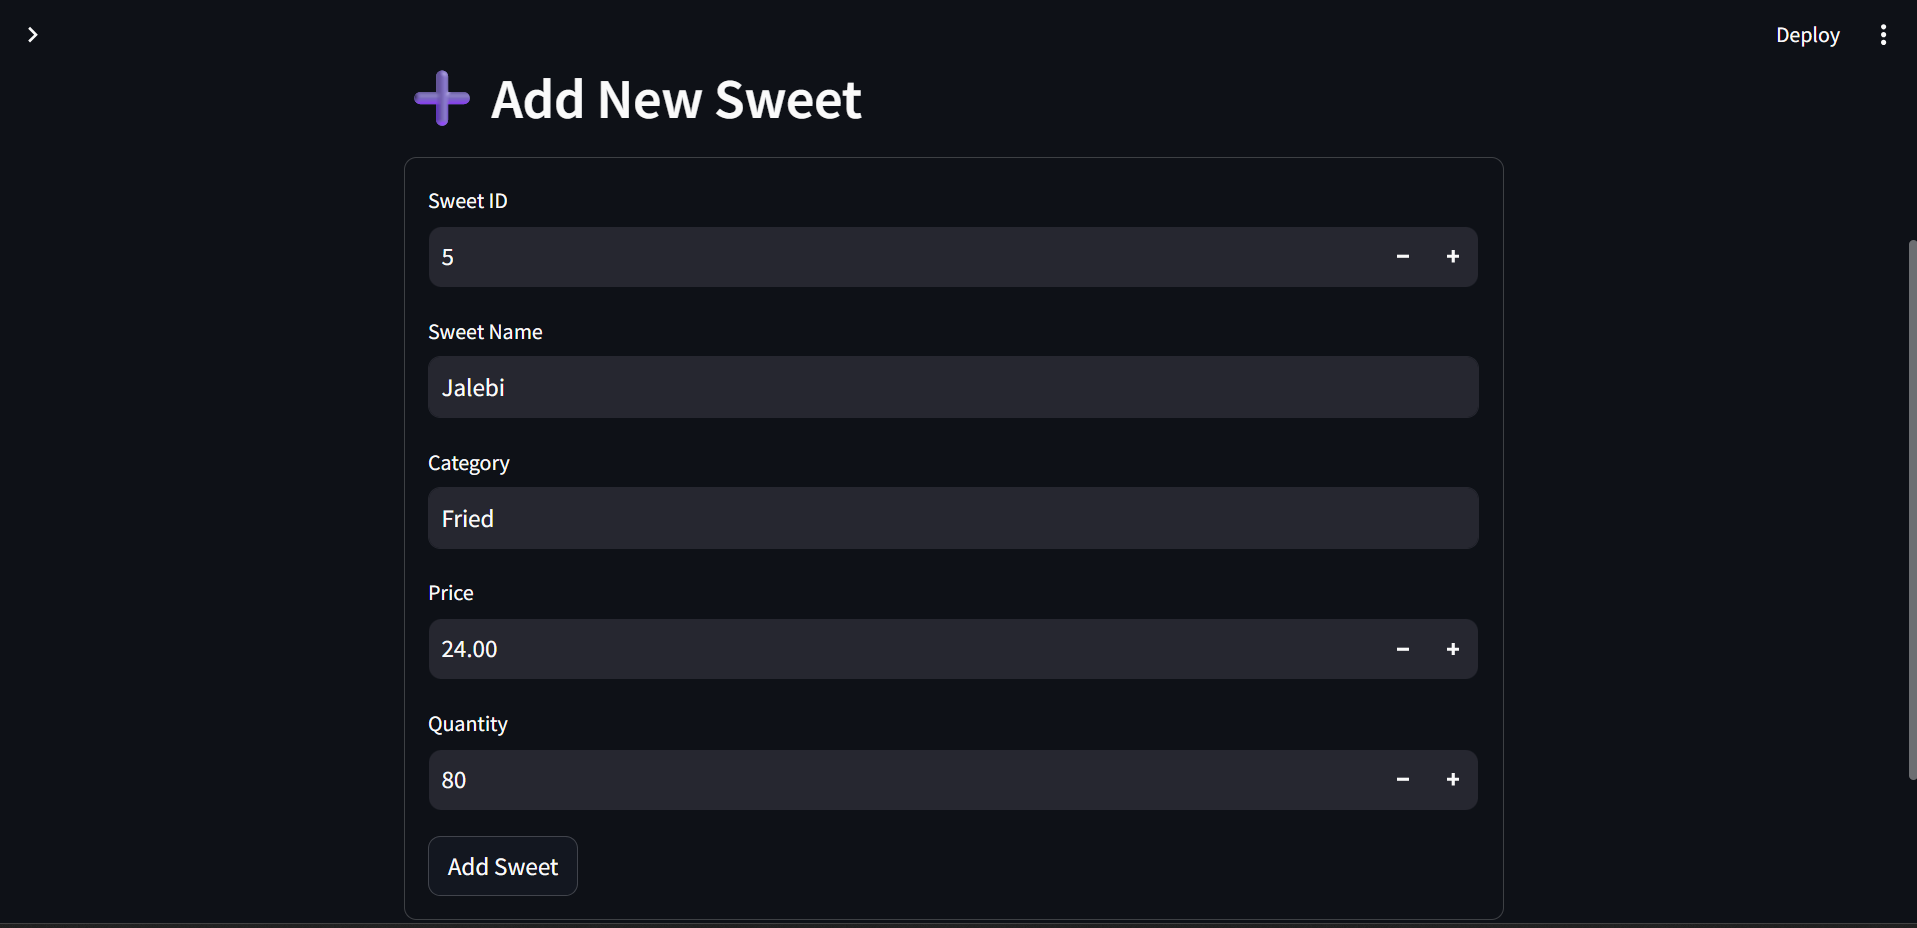 Deploy
Add New Sweet
Sweet ID
5
Sweet Name
Jalebi
Category
Fried
Price
24.00
Quantity
80
Add Sweet